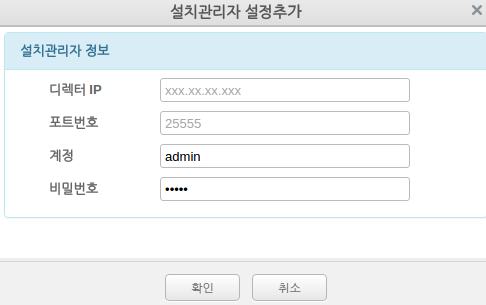 설치관리자 설정추가
설치관리자 정보
디렉터 IP xxx.xx.xx.xxx
포트번호 25555
계정 admin
비밀번호 •••••
확인 취소